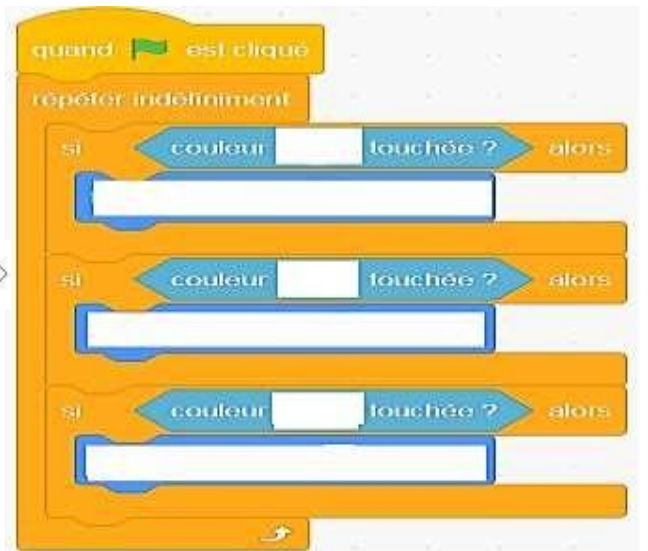 quand est cliqué
répéter indéfiniment
si couleur touchée ? alors
si couleur touchée ? alors
si couleur touchée ? alors